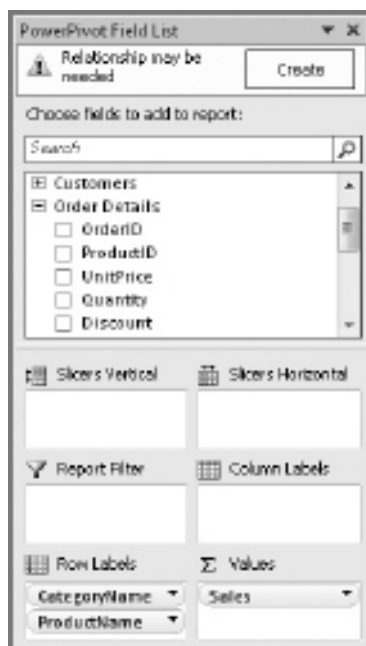 PowerPivot Field List
Relationship may be
needed
Create
Choose fields to add to report:
Search
Customers
Order Details
OrderID
ProductID
UnitPrice
Quantity
Discount
Slicers Vertical
Slicers Horizontal
Report Filter
Column Labels
Row Labels
Σ Values
CategoryName
Sales
ProductName